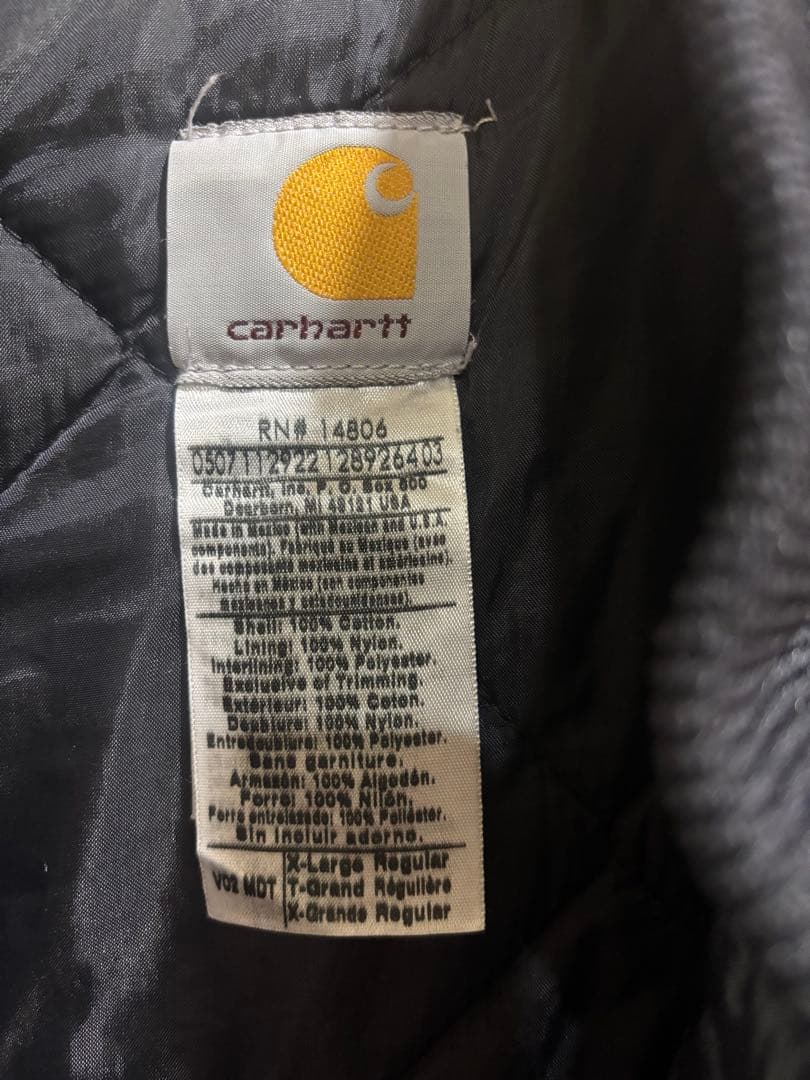 carhartt
RN# 14806
0507112922 128926403
Carhartt, Inc. P. O. Box 600
Dearborn, MI 48121 USA
Made in Mexico (with Mexican and U.S.A.
components). Fabriqué au Mexique (avec
des composants mexicains et américains).
Hecho en México (con componentes
mexicanos y estadounidenses).
Shell: 100% Cotton.
Lining: 100% Nylon.
Interlining: 100% Polyester.
Exclusive of Trimming.
Extérieur: 100% Coton.
Doublure: 100% Nylon.
Entredoublure: 100% Polyester.
Sans garniture.
Armazón: 100% Algodón.
Forro: 100% Nilón.
Forro entrelazado: 100% Poliéster.
Sin incluir adorno.
V02 MDT
X-Large Regular
T-Grand Régulière
X-Grande Regular